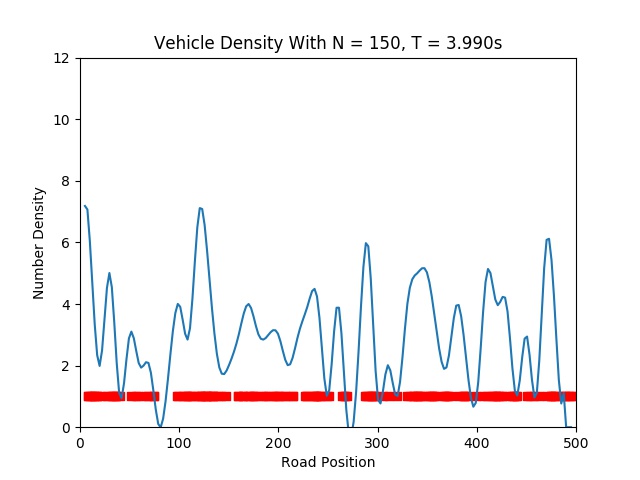 Vehicle Density With N = 150, T = 3.990s
12
10
8
6
4
2
0
Number Density
0 100 200 300 400 500
Road Position